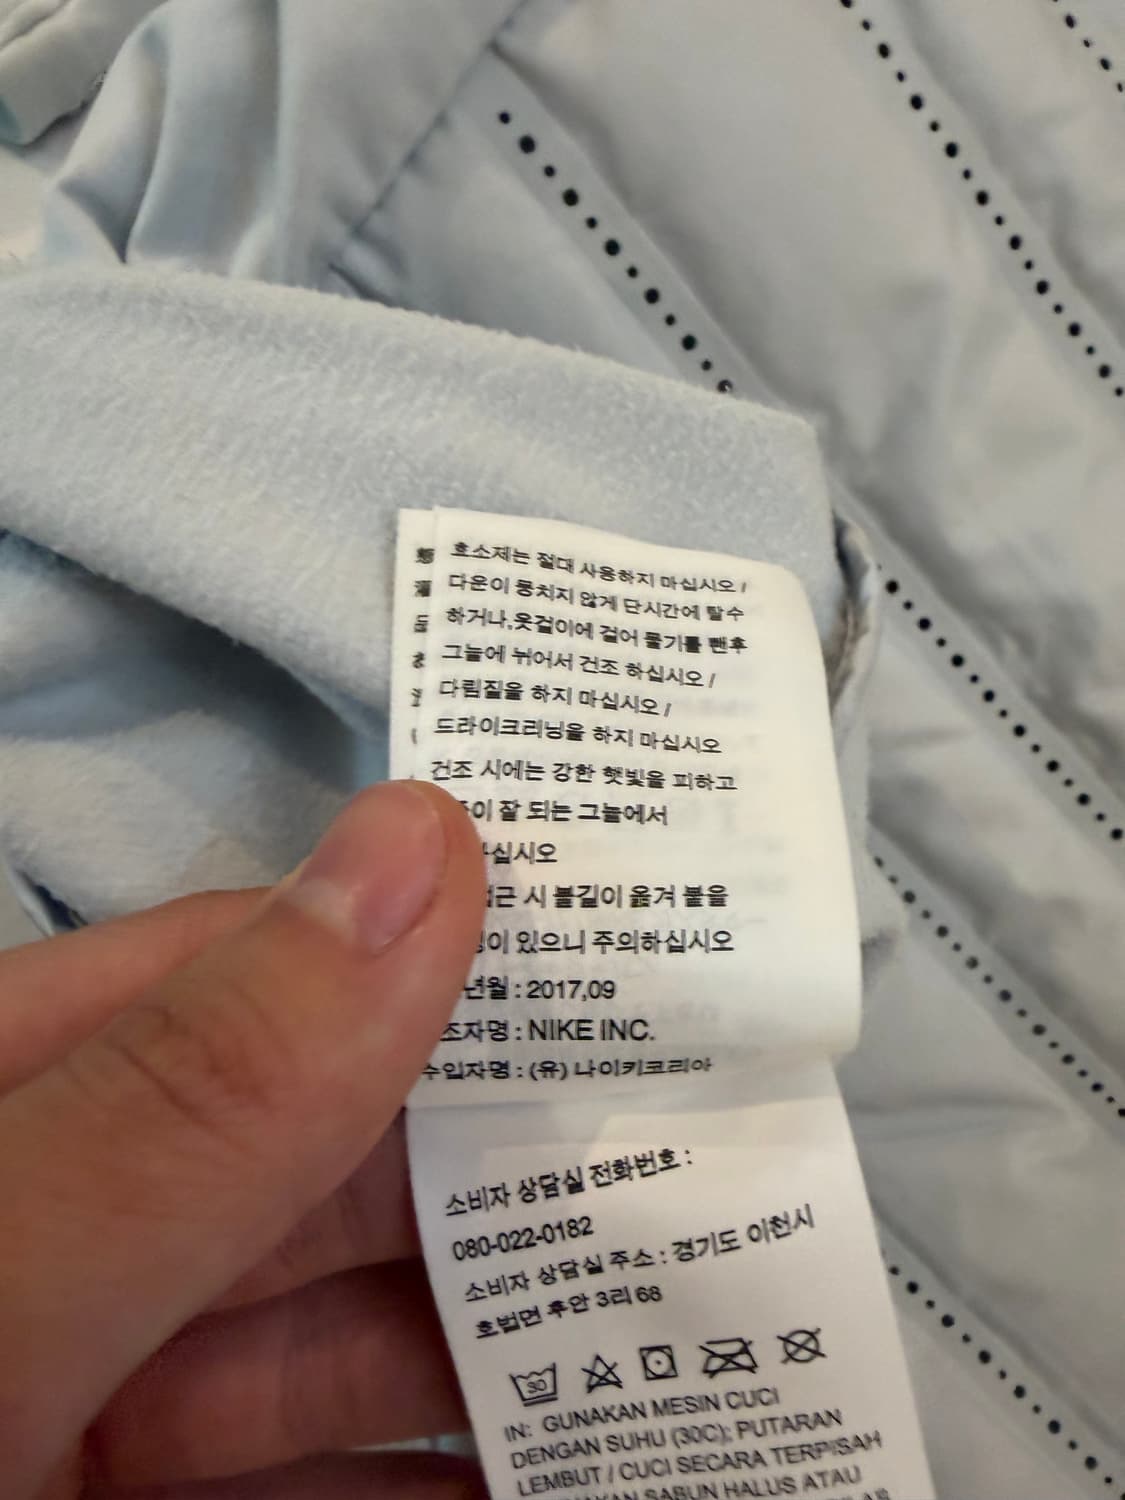 효소제는 절대 사용하지 마십시오 /
다운이 뭉치지 않게 단시간에 탈수
하거나,옷걸이에 걸어 물기를 뺀후
그늘에 뉘어서 건조 하십시오 /
다림질을 하지 마십시오 /
드라이크리닝을 하지 마십시오
건조 시에는 강한 햇빛을 피하고
잘 되는 그늘에서
십시오
시 불길이 옮겨 붙을
있으니 주의하십시오
년월 : 2017,09
조자명 : NIKE INC.
수입자명 : (유) 나이키코리아
소비자 상담실 전화번호 :
080-022-0182
소비자 상담실 주소 : 경기도 이천시
호법면 후안 3리 68
30
IN: GUNAKAN MESIN CUCI
DENGAN SUHU (30C); PUTARAN
LEMBUT / CUCI SECARA TERPISAH
SABUN HALUS ATAU